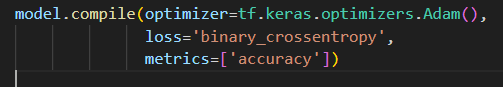 model.compile(optimizer=tf.keras.optimizers.Adam(),
loss='binary_crossentropy',
metrics=['accuracy'])